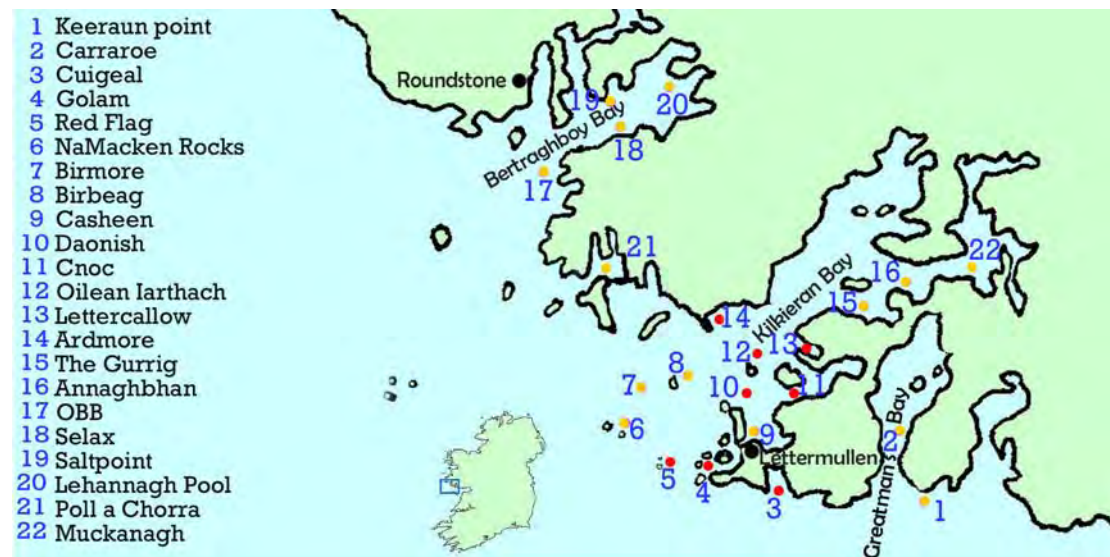 1 Keeraun point
2 Carraroe
3 Cuigeal
4 Golam
5 Red Flag
6 NaMacken Rocks
7 Birmore
8 Birbeag
9 Casheen
10 Daonish
11 Cnoc
12 Oilean Iarthach
13 Lettercallow
14 Ardmore
15 The Gurrig
16 Annaghbhan
17 OBB
18 Selax
19 Saltpoint
20 Lehannagh Pool
21 Poll a Chorra
22 Muckanagh
Roundstone
19
20
18
Bertraghboy Bay
17
21
22
16
15
Kilkieran Bay
14
13
12
8
7
10
11
6
9
2
Lettermullen
5
4
3
1
Greatman's Bay